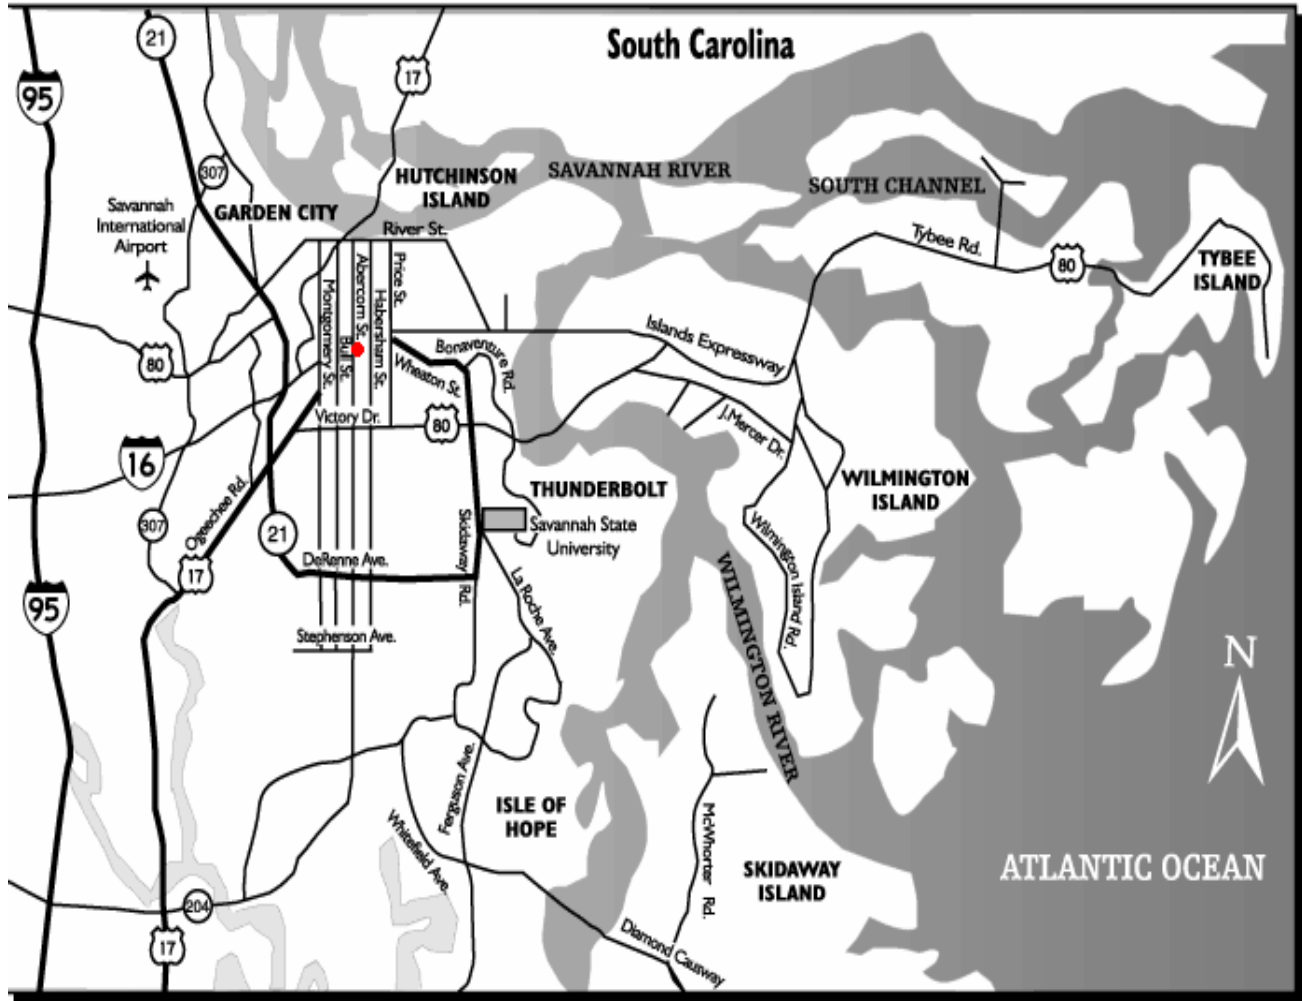 South Carolina
21
95
17
307
HUTCHINSON
ISLAND
SAVANNAH RIVER
SOUTH CHANNEL
Savannah
International
Airport
GARDEN CITY
River St.
Tybee Rd.
80
TYBEE
ISLAND
Montgomery St.
Bull St.
Abercorn St.
Habersham St.
Price St.
Islands Expressway
80
Bonaventure Rd.
Wheaton St.
Victory Dr.
80
J. Mercer Dr.
16
WILMINGTON
ISLAND
THUNDERBOLT
Ogeechee Rd.
307
21
Skidaway Rd.
Savannah State
University
Wilmington Island Rd.
DeRenne Ave.
17
La Roche Ave.
WILMINGTON RIVER
95
Stephenson Ave.
N
Ferguson Ave.
Whitefield Ave.
ISLE OF
HOPE
McWhorter Rd.
SKIDAWAY
ISLAND
ATLANTIC OCEAN
204
17
Diamond Causway